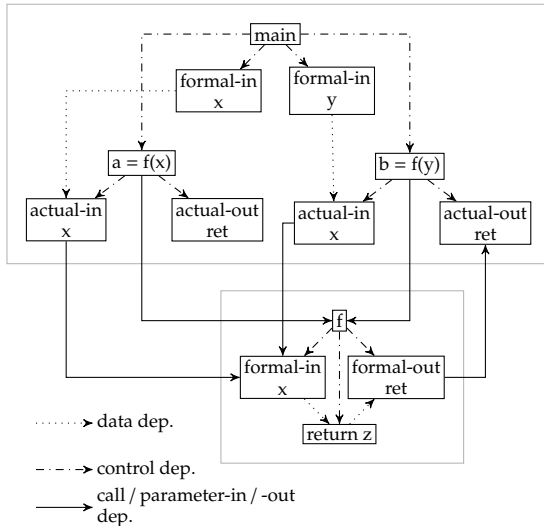 main
formal-in
x
formal-in
y
a = f(x)
b = f(y)
actual-in
x
actual-out
ret
actual-in
x
actual-out
ret
f
formal-in
x
formal-out
ret
return z
data dep.
control dep.
call / parameter-in / -out
dep.